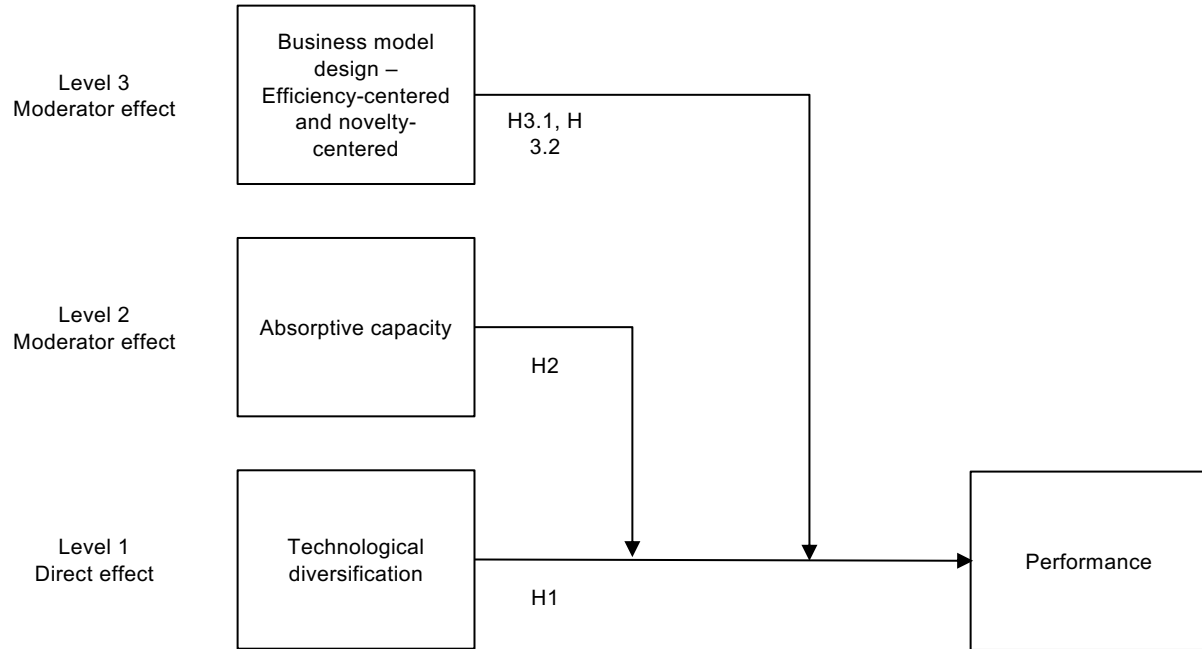 Level 3
Moderator effect
Business model
design –
Efficiency-centered
and novelty-
centered
H3.1, H
3.2
Level 2
Moderator effect
Absorptive capacity
H2
Level 1
Direct effect
Technological
diversification
H1
Performance